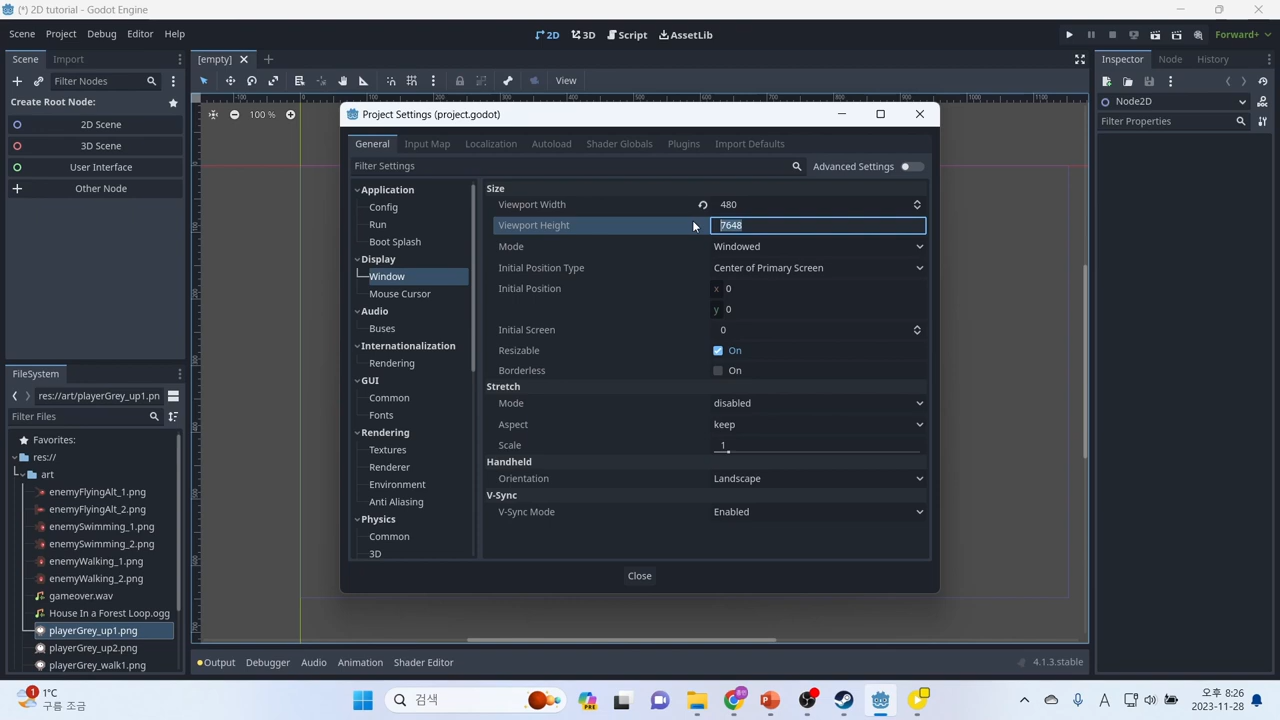 (*) 2D tutorial - Godot Engine
Scene Project Debug Editor Help
2D 3D Script AssetLib
Forward+
Scene Import
[empty]
Inspector Node History
Filter Nodes
View
Create Root Node:
2D Scene
3D Scene
User Interface
Other Node
100 %
Node2D
Filter Properties
Project Settings (project.godot)
General Input Map Localization Autoload Shader Globals Plugins Import Defaults
Filter Settings
Advanced Settings
Application
Config
Run
Boot Splash
Display
Window
Mouse Cursor
Audio
Buses
Internationalization
Rendering
GUI
Common
Fonts
Rendering
Textures
Renderer
Environment
Anti Aliasing
Physics
Common
3D
Size
Viewport Width 480
Viewport Height 7648
Mode Windowed
Initial Position Type Center of Primary Screen
Initial Position x 0
y 0
Initial Screen 0
Resizable On
Borderless On
Stretch
Mode disabled
Aspect keep
Scale 1
Handheld
Orientation Landscape
V-Sync
V-Sync Mode Enabled
Close
FileSystem
res://art/playerGrey_up1.pn
Filter Files
Favorites:
res://
art
enemyFlyingAlt_1.png
enemyFlyingAlt_2.png
enemySwimming_1.png
enemySwimming_2.png
enemyWalking_1.png
enemyWalking_2.png
gameover.wav
House In a Forest Loop.ogg
playerGrey_up1.png
playerGrey_up2.png
playerGrey_walk1.png
Output Debugger Audio Animation Shader Editor
4.1.3.stable
1
1°C
구름 조금
검색
PRE
A
오후 8:26
2023-11-28